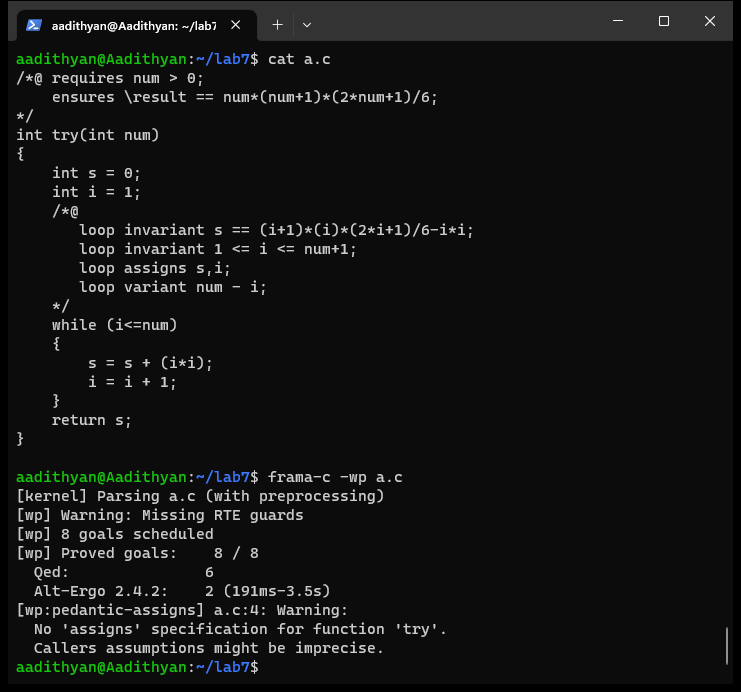 aadithyan@Aadithyan: ~/lab7
aadithyan@Aadithyan:~/lab7$ cat a.c
/*@ requires num > 0;
    ensures \result == num*(num+1)*(2*num+1)/6;
*/
int try(int num)
{
    int s = 0;
    int i = 1;
    /*@
       loop invariant s == (i+1)*(i)*(2*i+1)/6-i*i;
       loop invariant 1 <= i <= num+1;
       loop assigns s,i;
       loop variant num - i;
    */
    while (i<=num)
    {
        s = s + (i*i);
        i = i + 1;
    }
    return s;
}
aadithyan@Aadithyan:~/lab7$ frama-c -wp a.c
[kernel] Parsing a.c (with preprocessing)
[wp] Warning: Missing RTE guards
[wp] 8 goals scheduled
[wp] Proved goals:    8 / 8
  Qed:               6
  Alt-Ergo 2.4.2:    2 (191ms-3.5s)
[wp:pedantic-assigns] a.c:4: Warning:
  No 'assigns' specification for function 'try'.
  Callers assumptions might be imprecise.
aadithyan@Aadithyan:~/lab7$